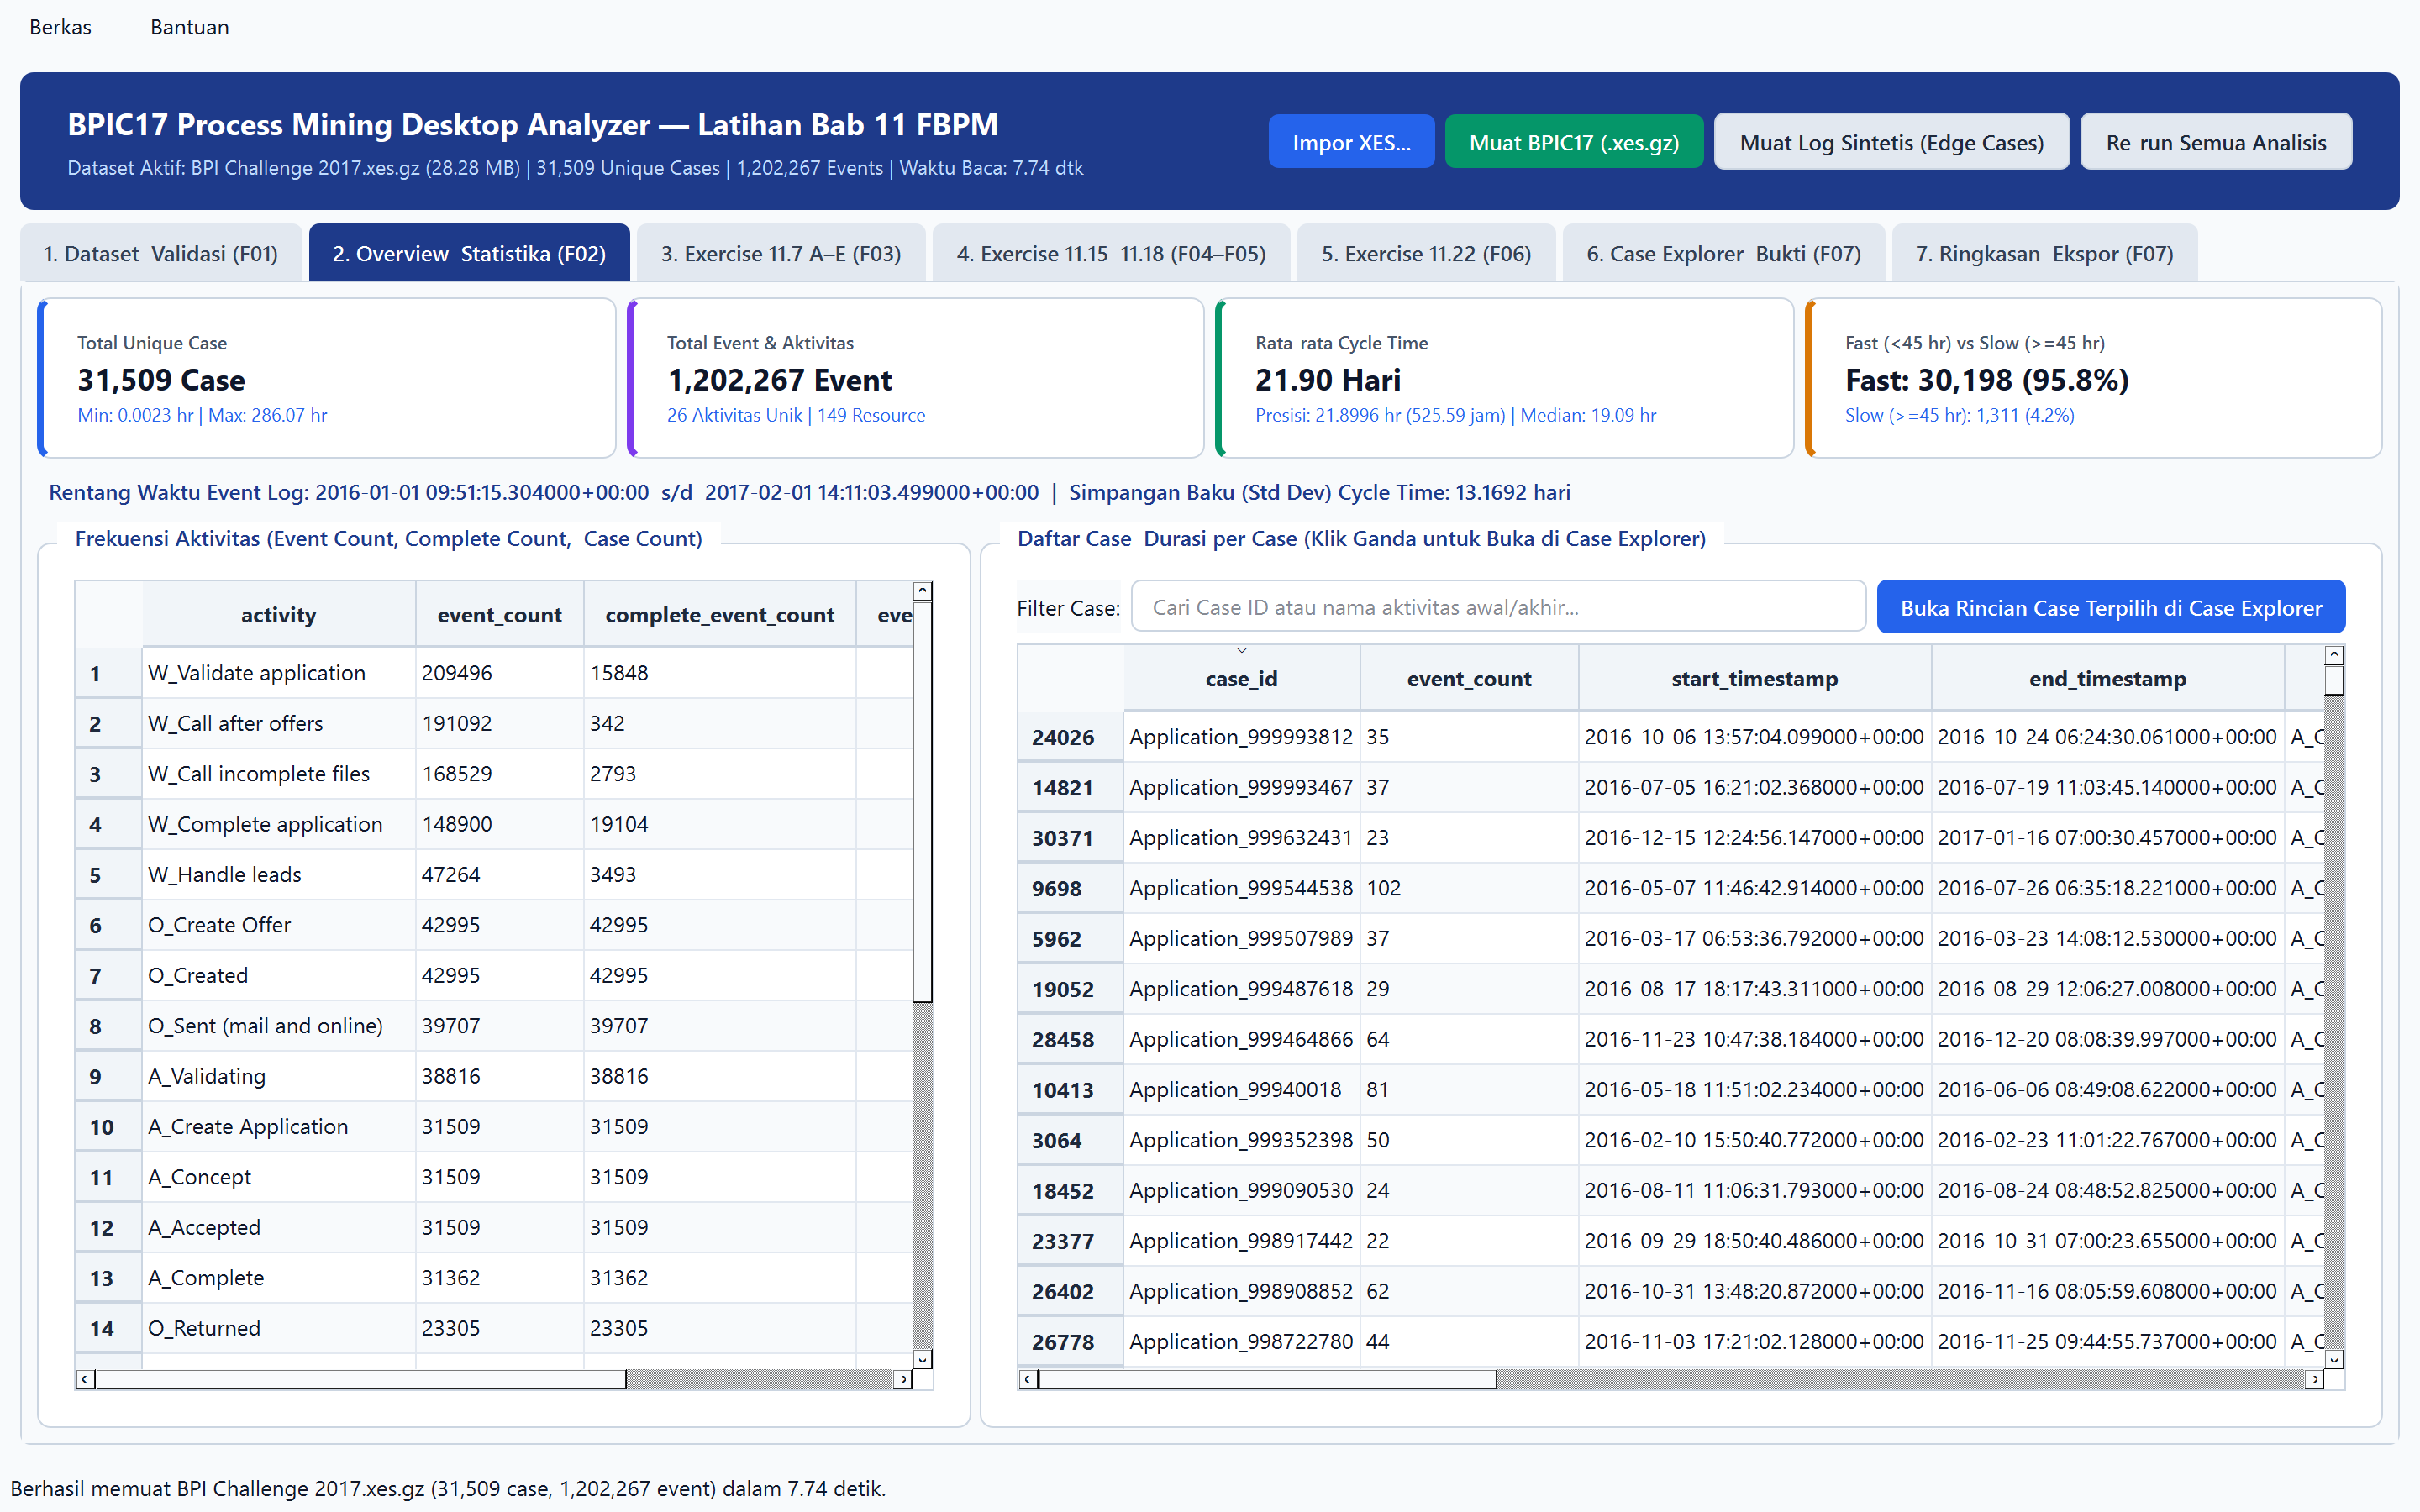 Berkas Bantuan
BPIC17 Process Mining Desktop Analyzer — Latihan Bab 11 FBPM
Dataset Aktif: BPI Challenge 2017.xes.gz (28.28 MB) | 31,509 Unique Cases | 1,202,267 Events | Waktu Baca: 7.74 dtk
Impor XES... Muat BPIC17 (.xes.gz) Muat Log Sintetis (Edge Cases) Re-run Semua Analisis
1. Dataset Validasi (F01) 2. Overview Statistika (F02) 3. Exercise 11.7 A–E (F03) 4. Exercise 11.15 11.18 (F04–F05) 5. Exercise 11.22 (F06) 6. Case Explorer Bukti (F07) 7. Ringkasan Ekspor (F07)
Total Unique Case
31,509 Case
Min: 0.0023 hr | Max: 286.07 hr
Total Event & Aktivitas
1,202,267 Event
26 Aktivitas Unik | 149 Resource
Rata-rata Cycle Time
21.90 Hari
Presisi: 21.8996 hr (525.59 jam) | Median: 19.09 hr
Fast (<45 hr) vs Slow (>=45 hr)
Fast: 30,198 (95.8%)
Slow (>=45 hr): 1,311 (4.2%)
Rentang Waktu Event Log: 2016-01-01 09:51:15.304000+00:00 s/d 2017-02-01 14:11:03.499000+00:00 | Simpangan Baku (Std Dev) Cycle Time: 13.1692 hari
Frekuensi Aktivitas (Event Count, Complete Count, Case Count)
activity event_count complete_event_count eve
1 W_Validate application 209496 15848
2 W_Call after offers 191092 342
3 W_Call incomplete files 168529 2793
4 W_Complete application 148900 19104
5 W_Handle leads 47264 3493
6 O_Create Offer 42995 42995
7 O_Created 42995 42995
8 O_Sent (mail and online) 39707 39707
9 A_Validating 38816 38816
10 A_Create Application 31509 31509
11 A_Concept 31509 31509
12 A_Accepted 31509 31509
13 A_Complete 31362 31362
14 O_Returned 23305 23305
Daftar Case Durasi per Case (Klik Ganda untuk Buka di Case Explorer)
Filter Case: Cari Case ID atau nama aktivitas awal/akhir... Buka Rincian Case Terpilih di Case Explorer
case_id event_count start_timestamp end_timestamp
24026 Application_999993812 35 2016-10-06 13:57:04.099000+00:00 2016-10-24 06:24:30.061000+00:00 A_C
14821 Application_999993467 37 2016-07-05 16:21:02.368000+00:00 2016-07-19 11:03:45.140000+00:00 A_C
30371 Application_999632431 23 2016-12-15 12:24:56.147000+00:00 2017-01-16 07:00:30.457000+00:00 A_C
9698 Application_999544538 102 2016-05-07 11:46:42.914000+00:00 2016-07-26 06:35:18.221000+00:00 A_C
5962 Application_999507989 37 2016-03-17 06:53:36.792000+00:00 2016-03-23 14:08:12.530000+00:00 A_C
19052 Application_999487618 29 2016-08-17 18:17:43.311000+00:00 2016-08-29 12:06:27.008000+00:00 A_C
28458 Application_999464866 64 2016-11-23 10:47:38.184000+00:00 2016-12-20 08:08:39.997000+00:00 A_C
10413 Application_99940018 81 2016-05-18 11:51:02.234000+00:00 2016-06-06 08:49:08.622000+00:00 A_C
3064 Application_999352398 50 2016-02-10 15:50:40.772000+00:00 2016-02-23 11:01:22.767000+00:00 A_C
18452 Application_999090530 24 2016-08-11 11:06:31.793000+00:00 2016-08-24 08:48:52.825000+00:00 A_C
23377 Application_998917442 22 2016-09-29 18:50:40.486000+00:00 2016-10-31 07:00:23.655000+00:00 A_C
26402 Application_998908852 62 2016-10-31 13:48:20.872000+00:00 2016-11-16 08:05:59.608000+00:00 A_C
26778 Application_998722780 44 2016-11-03 17:21:02.128000+00:00 2016-11-25 09:44:55.737000+00:00 A_C
Berhasil memuat BPI Challenge 2017.xes.gz (31,509 case, 1,202,267 event) dalam 7.74 detik.